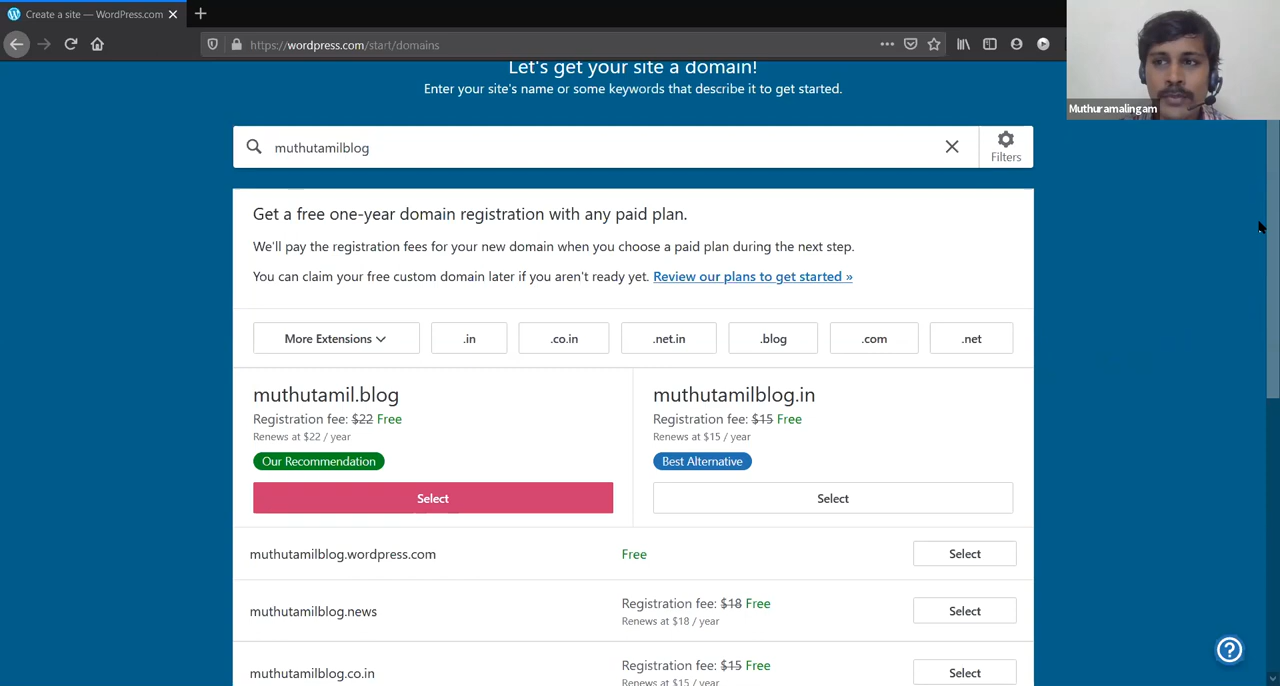 Create a site — WordPress.com
https://wordpress.com/start/domains
Muthuramalingam
Let's get your site a domain!
Enter your site's name or some keywords that describe it to get started.
muthutamilblog
Filters
Get a free one-year domain registration with any paid plan.
We'll pay the registration fees for your new domain when you choose a paid plan during the next step.
You can claim your free custom domain later if you aren't ready yet. Review our plans to get started »
More Extensions .in .co.in .net.in .blog .com .net
muthutamil.blog
Registration fee: $22 Free
Renews at $22 / year
Our Recommendation
Select
muthutamilblog.in
Registration fee: $15 Free
Renews at $15 / year
Best Alternative
Select
muthutamilblog.wordpress.com Free Select
muthutamilblog.news Registration fee: $18 Free Select
Renews at $18 / year
muthutamilblog.co.in Registration fee: $15 Free Select
Renews at $15 / year